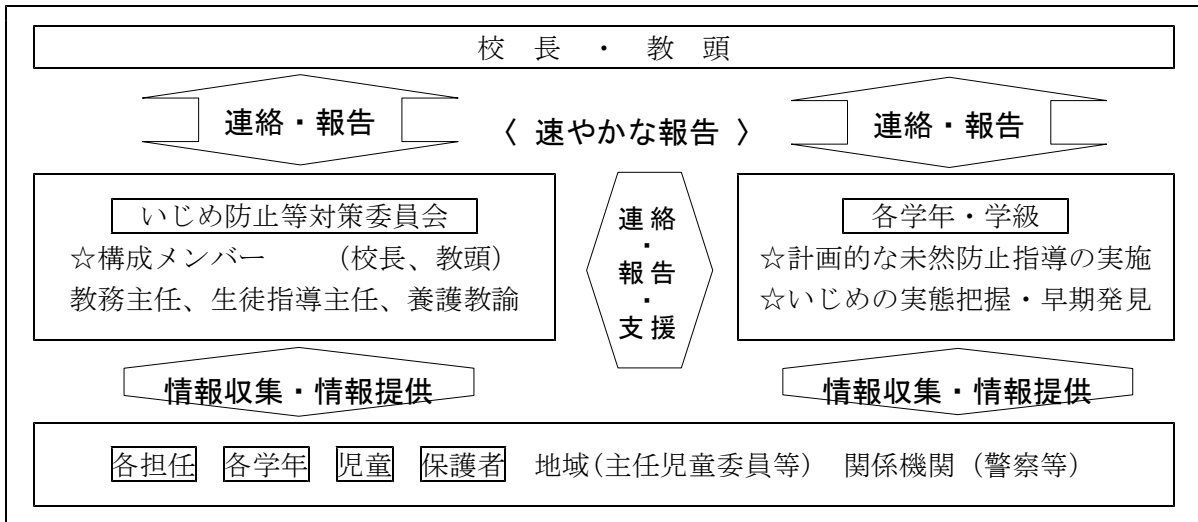 校 長 ・ 教 頭
連絡・報告
〈 速やかな報告 〉
連絡・報告
いじめ防止等対策委員会
☆構成メンバー　　（校長、教頭）
教務主任、生徒指導主任、養護教諭
連絡
・
報告
・
支援
各学年・学級
☆計画的な未然防止指導の実施
☆いじめの実態把握・早期発見
情報収集・情報提供
情報収集・情報提供
各担任　各学年　児童　保護者　地域(主任児童委員等)　関係機関（警察等）